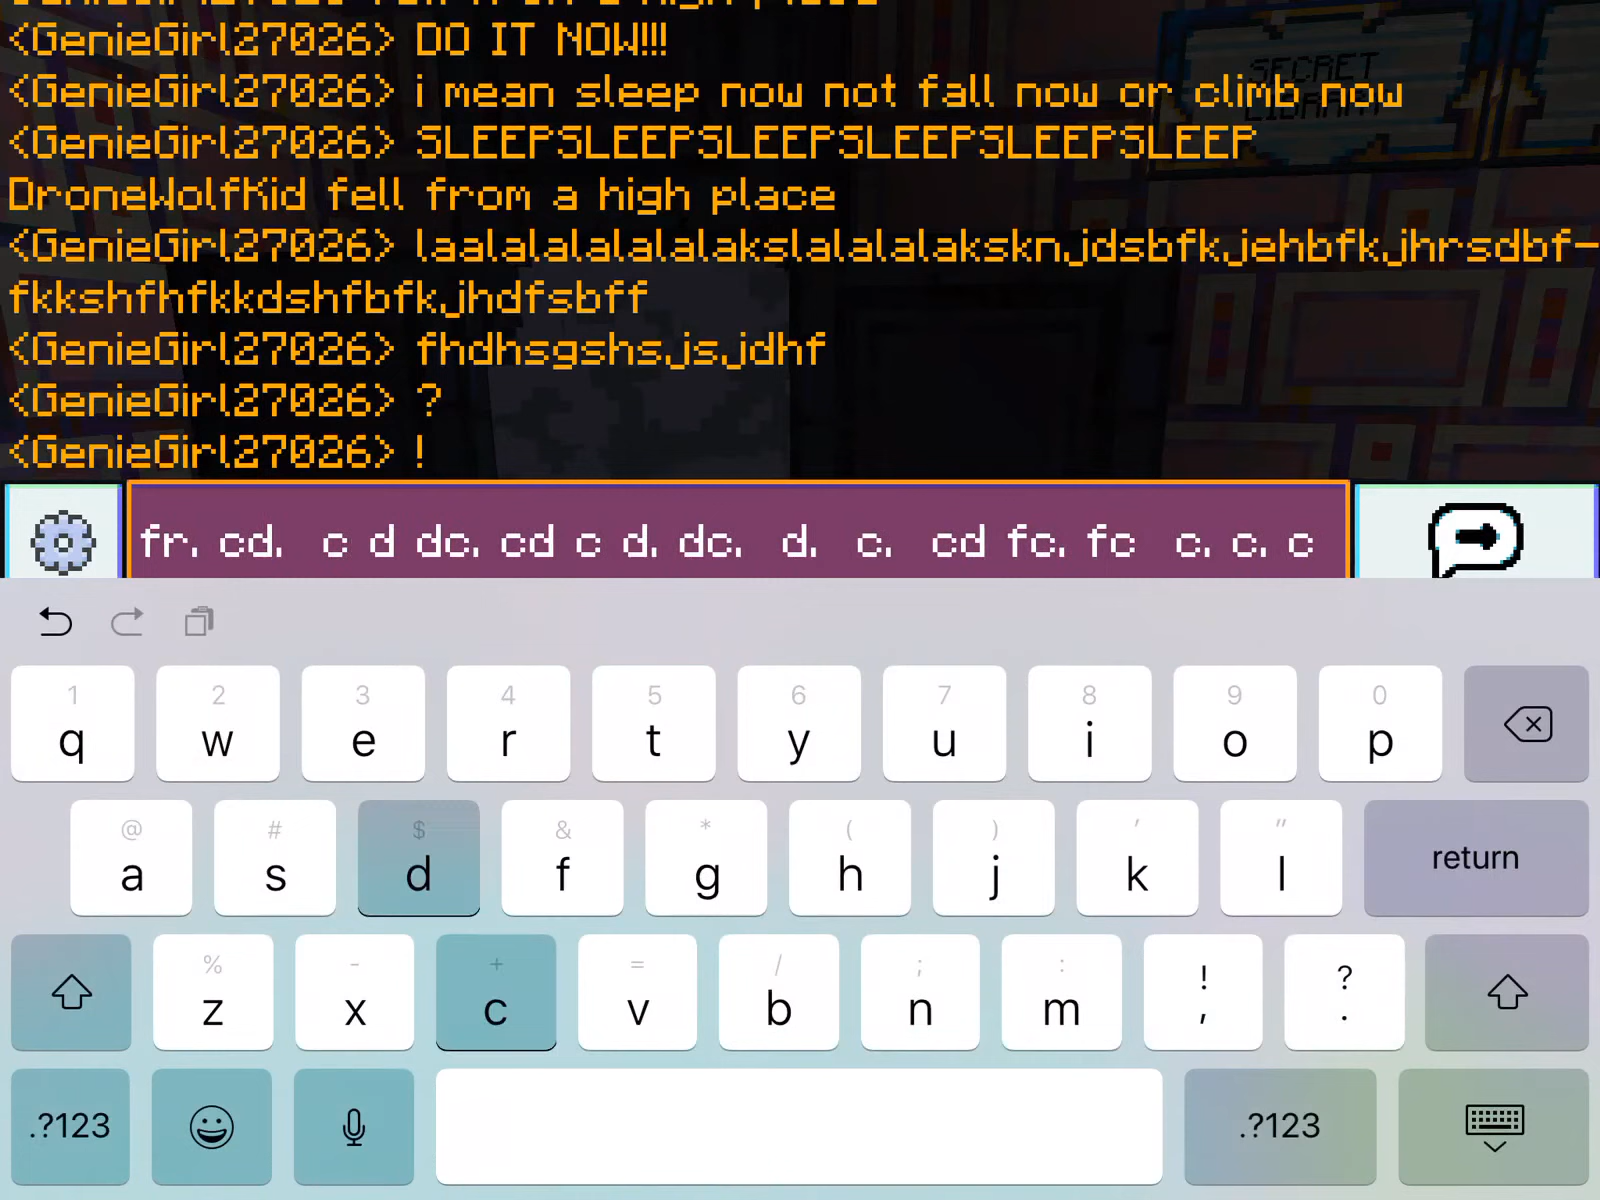 <GenieGirl27026> DO IT NOW!!!
<GenieGirl27026> i mean sleep now not fall now or climb now
<GenieGirl27026> SLEEPSLEEPSLEEPSLEEPSLEEPSLEEP
DroneWolfKid fell from a high place
<GenieGirl27026> laalalalalalalakslalalalaksknjdsbfkjehbfkjhrsdbf-
fkkshfhfkkdshfbfkjhdfsbff
<GenieGirl27026> fhdhsgshsjsjdhf
<GenieGirl27026> ?
<GenieGirl27026> !
SECRET
LIBRARY
fr. cd.  c d dc. cd c d. dc.  d.  c.  cd fc. fc  c. c. c
1 2 3 4 5 6 7 8 9 0
q w e r t y u i o p
@ # $ & * ( ) ' "
a s d f g h j k l return
% - + = / ; : ! ?
z x c v b n m , .
.?123 .?123